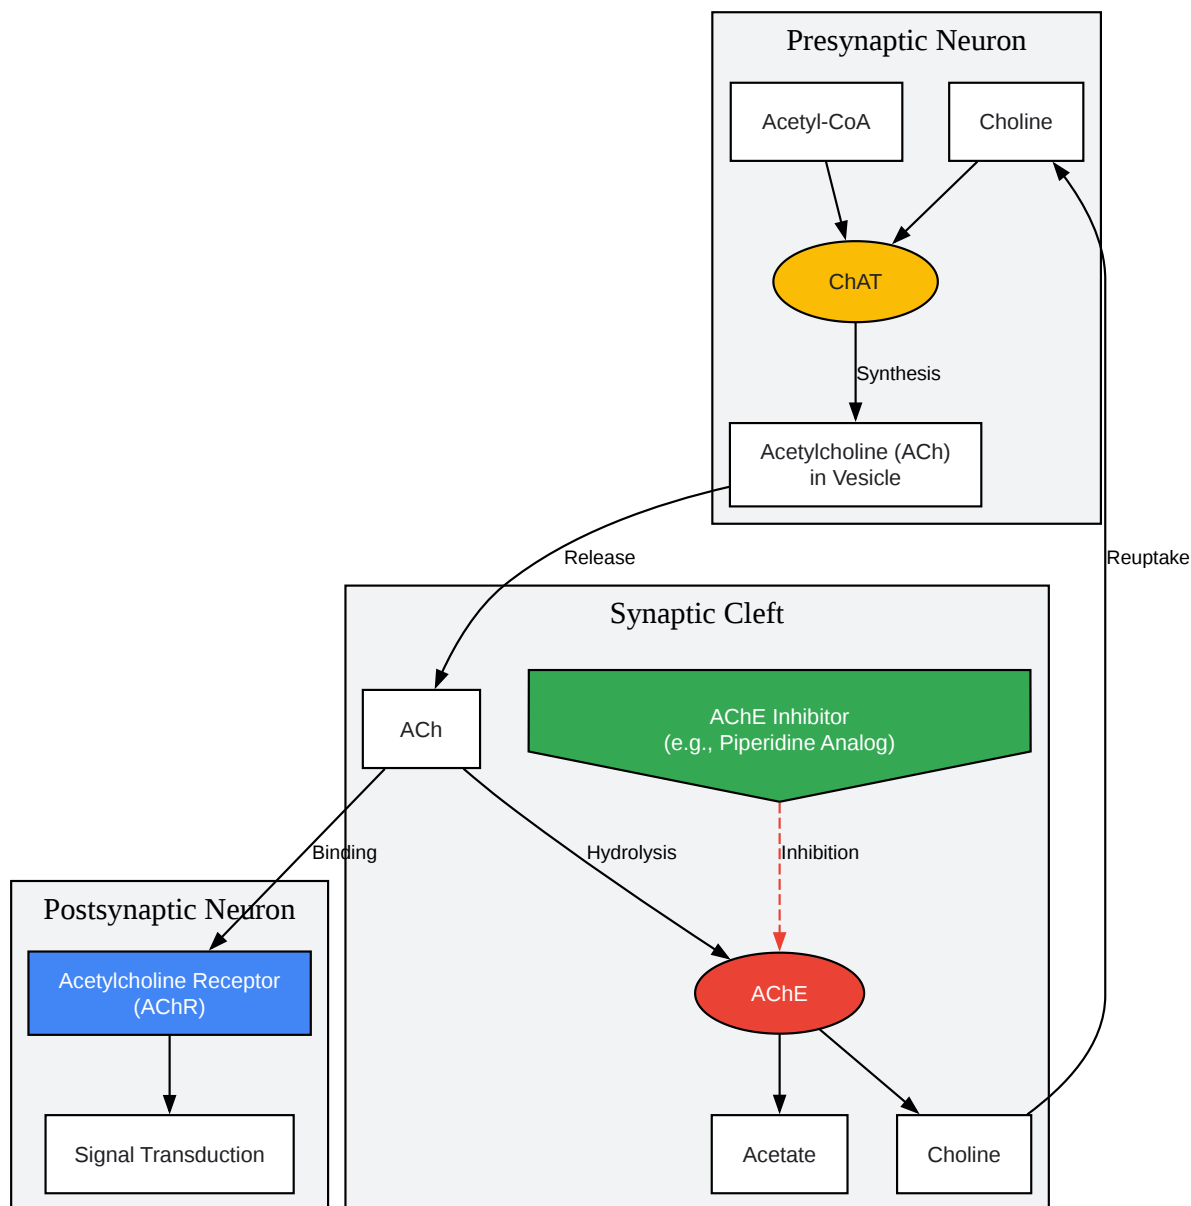 Presynaptic Neuron
Acetyl-CoA
Choline
ChAT
Synthesis
Acetylcholine (ACh)
in Vesicle
Release
Reuptake
Synaptic Cleft
ACh
AChE Inhibitor
(e.g., Piperidine Analog)
Binding
Hydrolysis
Inhibition
Postsynaptic Neuron
Acetylcholine Receptor
(AChR)
AChE
Signal Transduction
Acetate
Choline